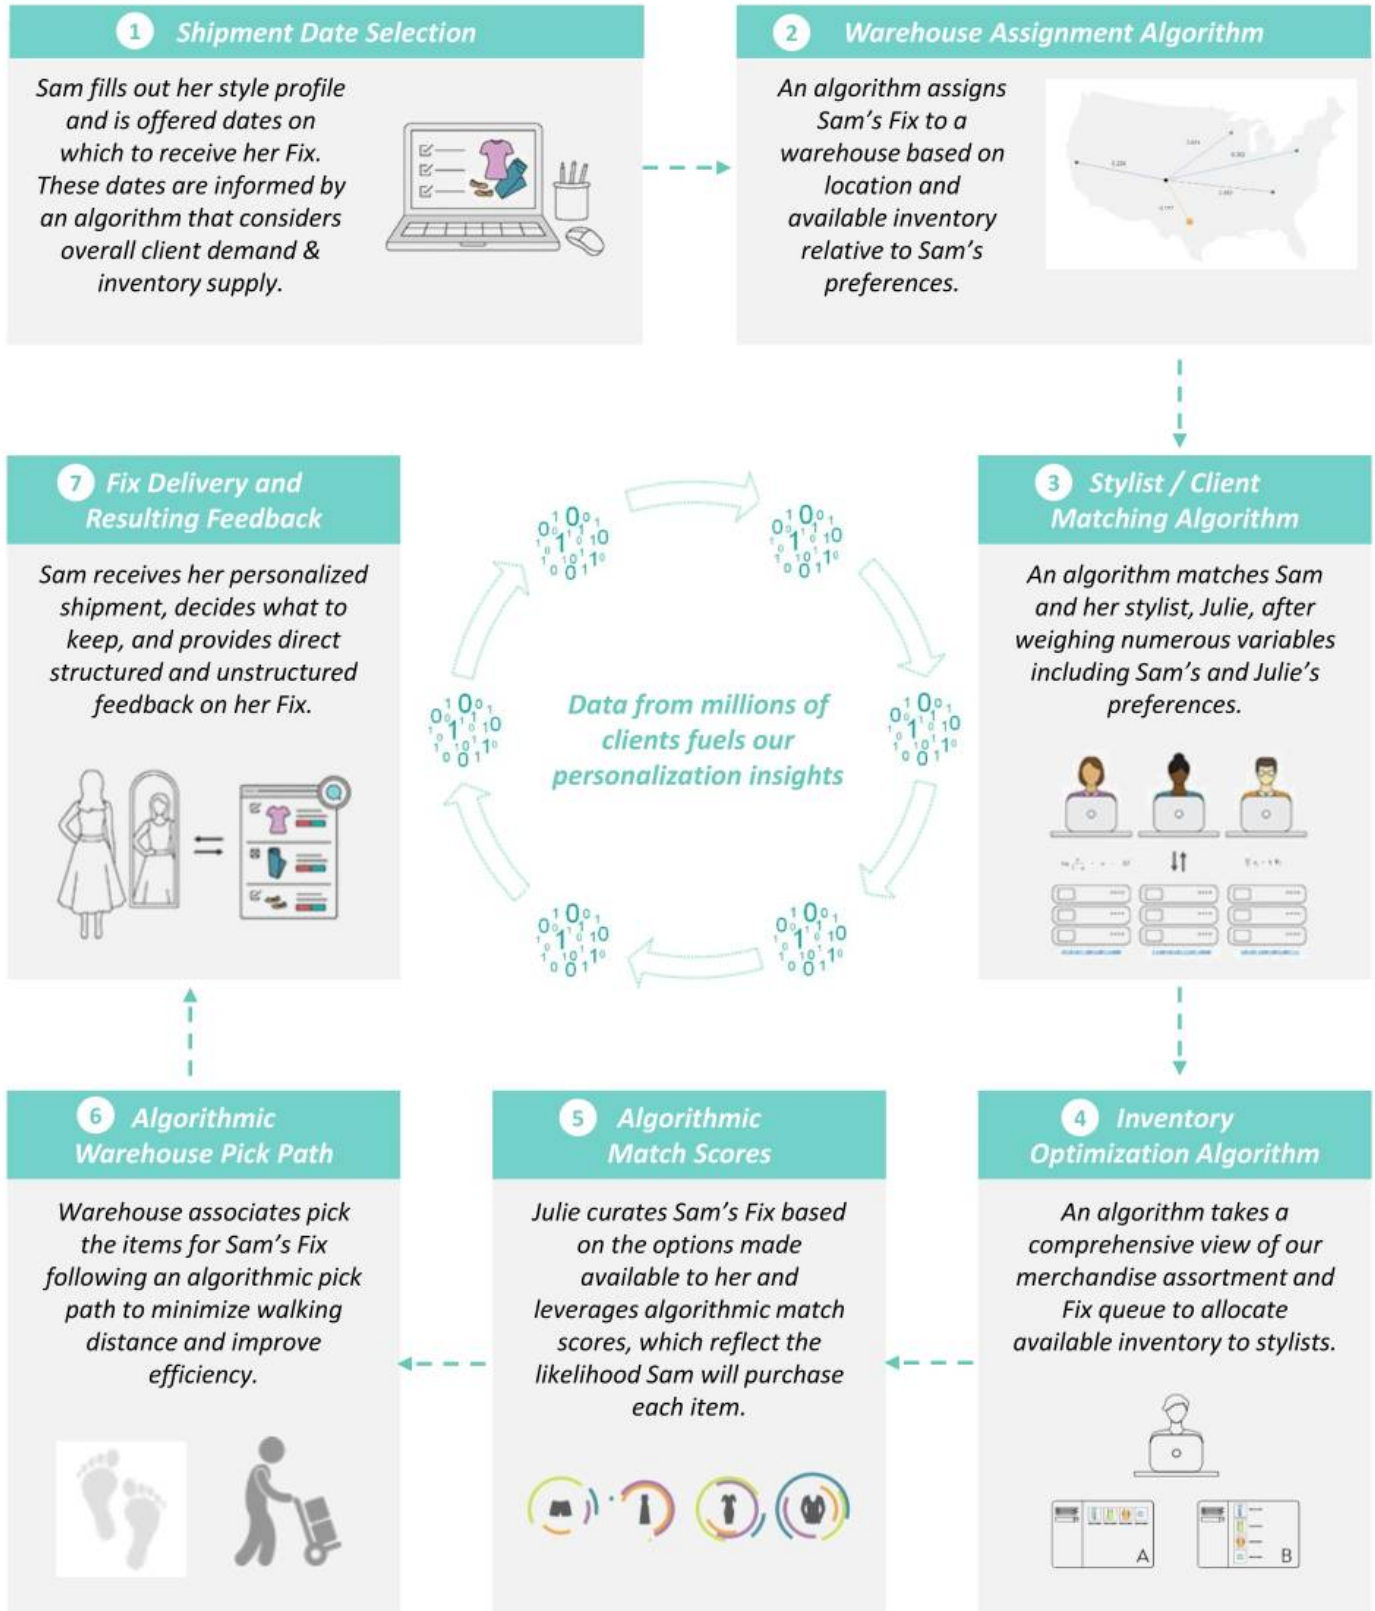 1 Shipment Date Selection
Sam fills out her style profile
and is offered dates on
which to receive her Fix.
These dates are informed by
an algorithm that considers
overall client demand &
inventory supply.
2 Warehouse Assignment Algorithm
An algorithm assigns
Sam's Fix to a
warehouse based on
location and
available inventory
relative to Sam's
preferences.
3 Stylist / Client
Matching Algorithm
An algorithm matches Sam
and her stylist, Julie, after
weighing numerous variables
including Sam's and Julie's
preferences.
4 Inventory
Optimization Algorithm
An algorithm takes a
comprehensive view of our
merchandise assortment and
Fix queue to allocate
available inventory to stylists.
A
B
5 Algorithmic
Match Scores
Julie curates Sam's Fix based
on the options made
available to her and
leverages algorithmic match
scores, which reflect the
likelihood Sam will purchase
each item.
6 Algorithmic
Warehouse Pick Path
Warehouse associates pick
the items for Sam's Fix
following an algorithmic pick
path to minimize walking
distance and improve
efficiency.
7 Fix Delivery and
Resulting Feedback
Sam receives her personalized
shipment, decides what to
keep, and provides direct
structured and unstructured
feedback on her Fix.
Data from millions of
clients fuels our
personalization insights